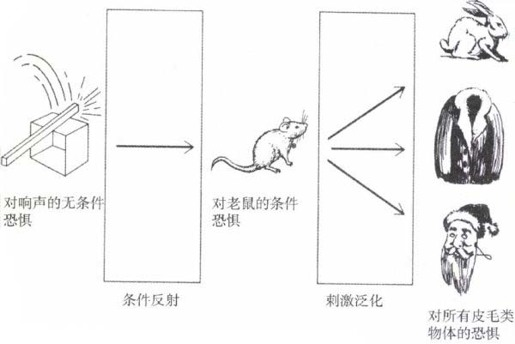 对响声的无条件
恐惧
对老鼠的条件
恐惧
条件反射
刺激泛化
对所有皮毛类
物体的恐惧